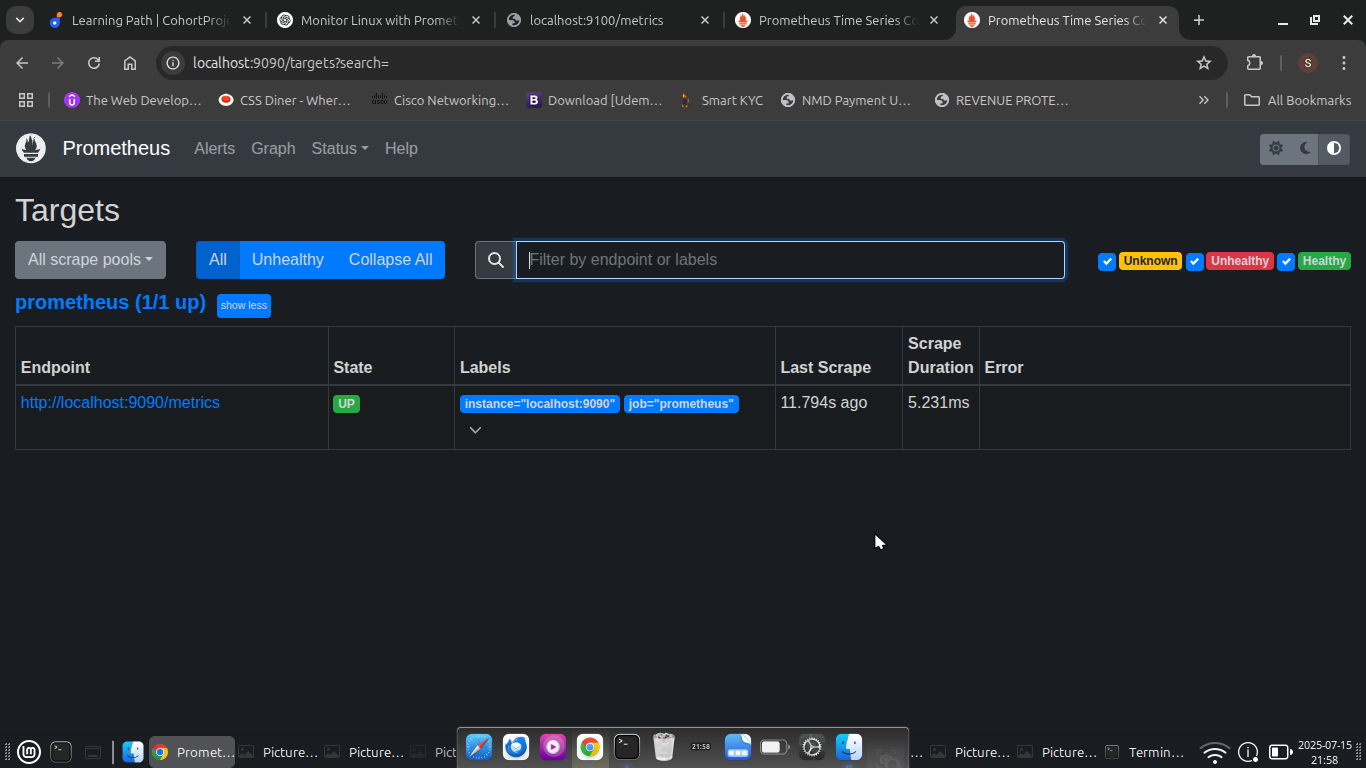 Learning Path | CohortProje
Monitor Linux with Promet
localhost:9100/metrics
Prometheus Time Series Co
Prometheus Time Series Co
localhost:9090/targets?search=
S
The Web Develop...
CSS Diner - Wher...
Cisco Networking...
Download [Udem...
Smart KYC
NMD Payment U...
REVENUE PROTE...
All Bookmarks
Prometheus
Alerts
Graph
Status
Help
Targets
All scrape pools
All
Unhealthy
Collapse All
Filter by endpoint or labels
Unknown
Unhealthy
Healthy
prometheus (1/1 up)
show less
Endpoint
State
Labels
Last Scrape
Scrape
Duration
Error
http://localhost:9090/metrics
UP
instance="localhost:9090"
job="prometheus"
11.794s ago
5.231ms
Promet...
Picture...
Picture...
Pict
21:58
...
Picture...
Picture...
Termin...
2025-07-15
21:58